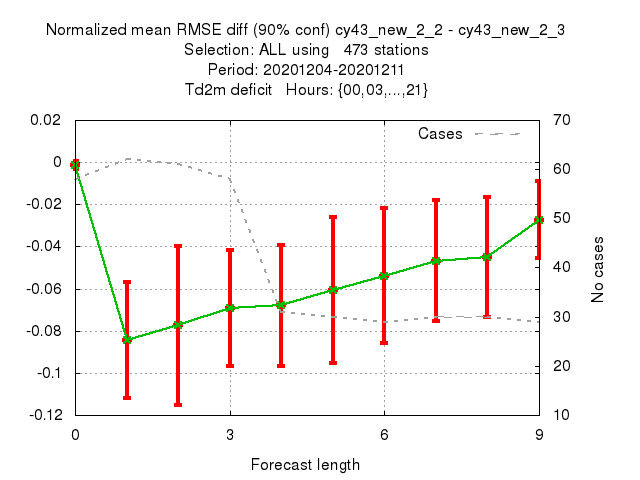 Normalized mean RMSE diff (90% conf) cy43_new_2_2 - cy43_new_2_3
Selection: ALL using 473 stations
Period: 20201204-20201211
Td2m deficit Hours: {00,03,...,21}
Cases
0.02
0
-0.02
-0.04
-0.06
-0.08
-0.1
-0.12
70
60
50
40
30
20
10
No cases
0 3 6 9
Forecast length